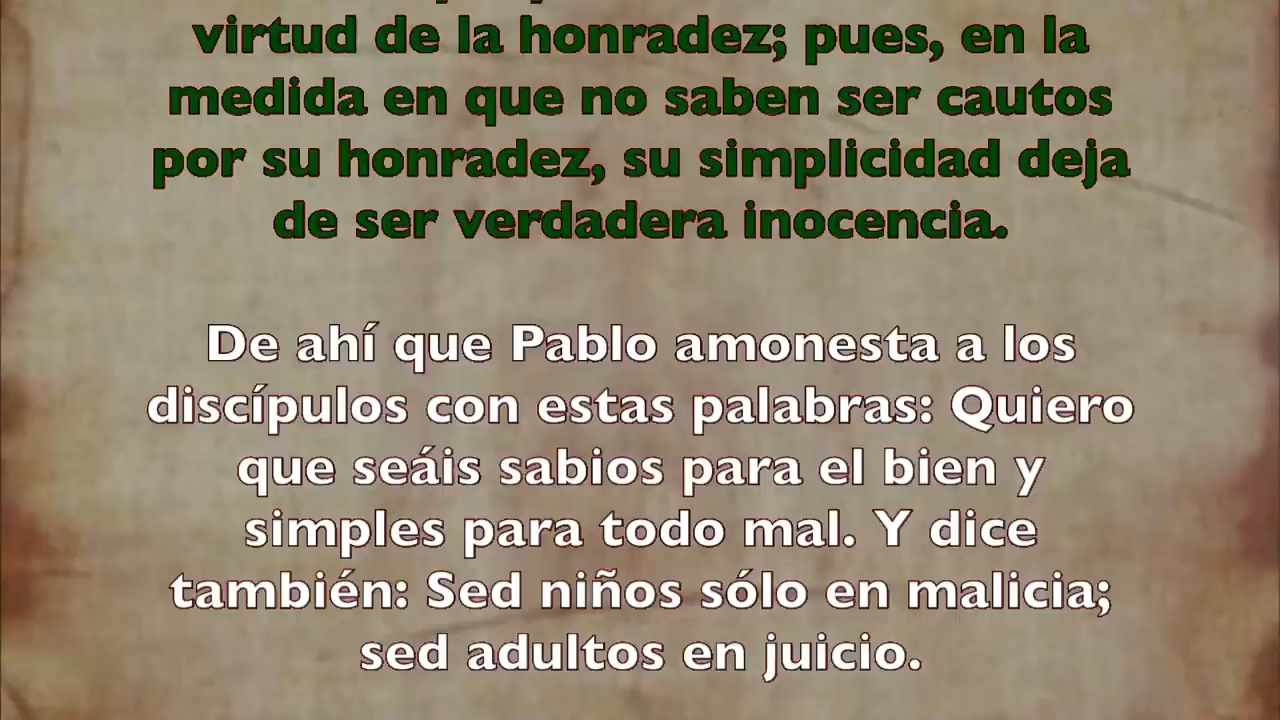 virtud de la honradez; pues, en la
medida en que no saben ser cautos
por su honradez, su simplicidad deja
de ser verdadera inocencia.
De ahí que Pablo amonesta a los
discípulos con estas palabras: Quiero
que seáis sabios para el bien y
simples para todo mal. Y dice
también: Sed niños sólo en malicia;
sed adultos en juicio.